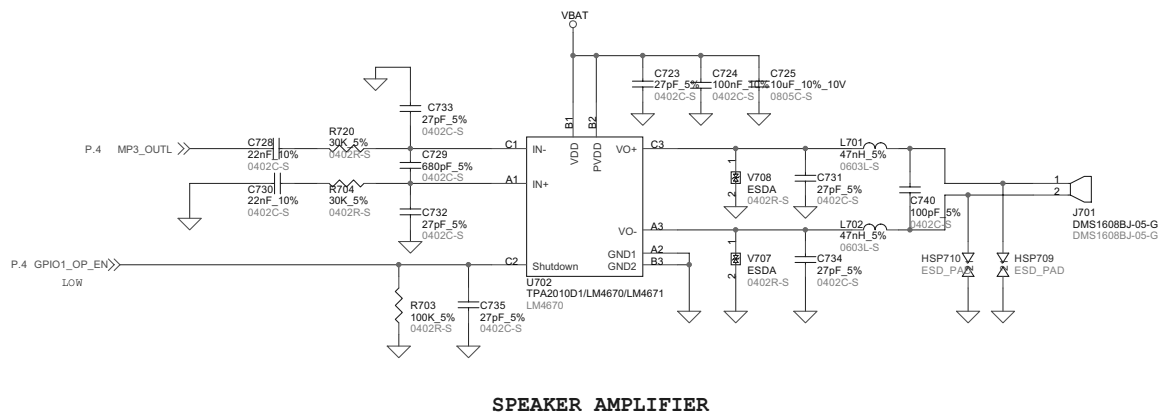 VBAT
C723
27pF_5%
0402C-S
C724
100nF_10%
0402C-S
C725
10uF_10%_10V
0805C-S
C733
27pF_5%
0402C-S
B1
B2
P.4 MP3_OUTL
C728
22nF_10%
0402C-S
R720
30K_5%
0402R-S
C729
680pF_5%
0402C-S
C1
IN-
VDD
PVDD
VO+
C3
L701
47nH_5%
0603L-S
A1
IN+
C730
22nF_10%
0402C-S
R704
30K_5%
0402R-S
C732
27pF_5%
0402C-S
1
V708
ESDA
0402R-S
2
C731
27pF_5%
0402C-S
C740
100pF_5%
0402C-S
1
2
J701
DMS1608BJ-05-G
DMS1608BJ-05-G
VO-
A3
L702
47nH_5%
0603L-S
GND1
A2
GND2
B3
1
V707
ESDA
0402R-S
2
C734
27pF_5%
0402C-S
HSP710
ESD_PAD
HSP709
ESD_PAD
P.4 GPIO1_OP_EN
LOW
C2
Shutdown
U702
TPA2010D1/LM4670/LM4671
LM4670
R703
100K_5%
0402R-S
C735
27pF_5%
0402C-S
SPEAKER AMPLIFIER